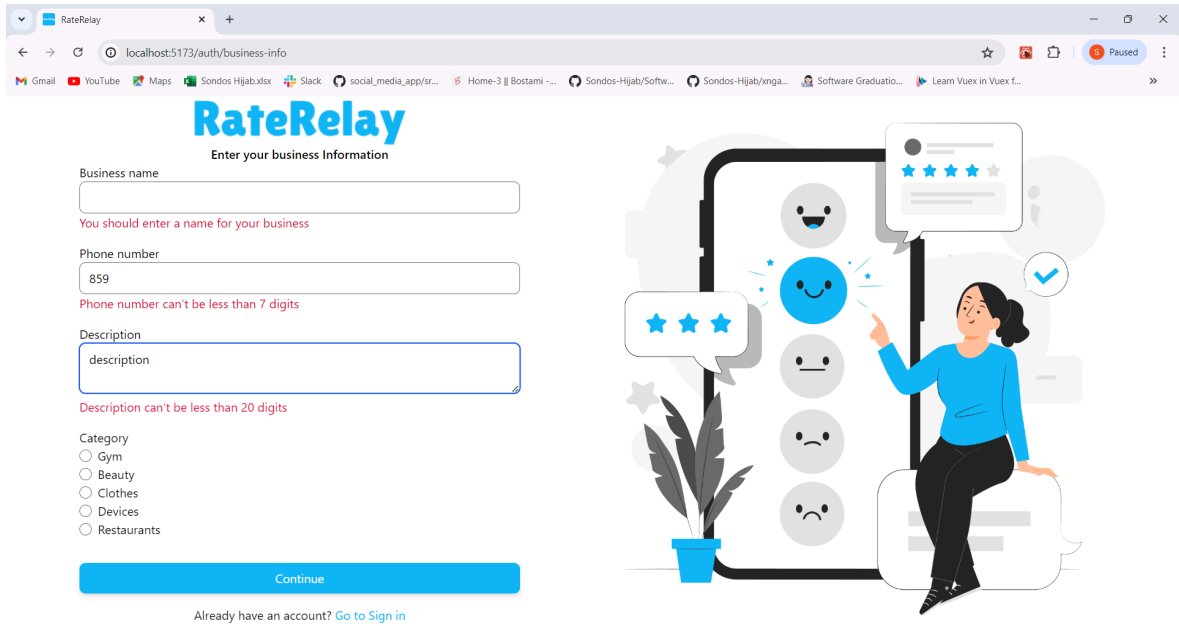 RateRelay
localhost:5173/auth/business-info
S Paused
Gmail YouTube Maps Sondos Hijab.xlsx Slack social_media_app/sr... Home-3 || Bostami -... Sondos-Hijab/Softw... Sondos-Hijab/xnga... Software Graduatio... Learn Vuex in Vuex f...
RateRelay
Enter your business Information
Business name
You should enter a name for your business
Phone number
859
Phone number can't be less than 7 digits
Description
description
Description can't be less than 20 digits
Category
Gym
Beauty
Clothes
Devices
Restaurants
Continue
Already have an account? Go to Sign in